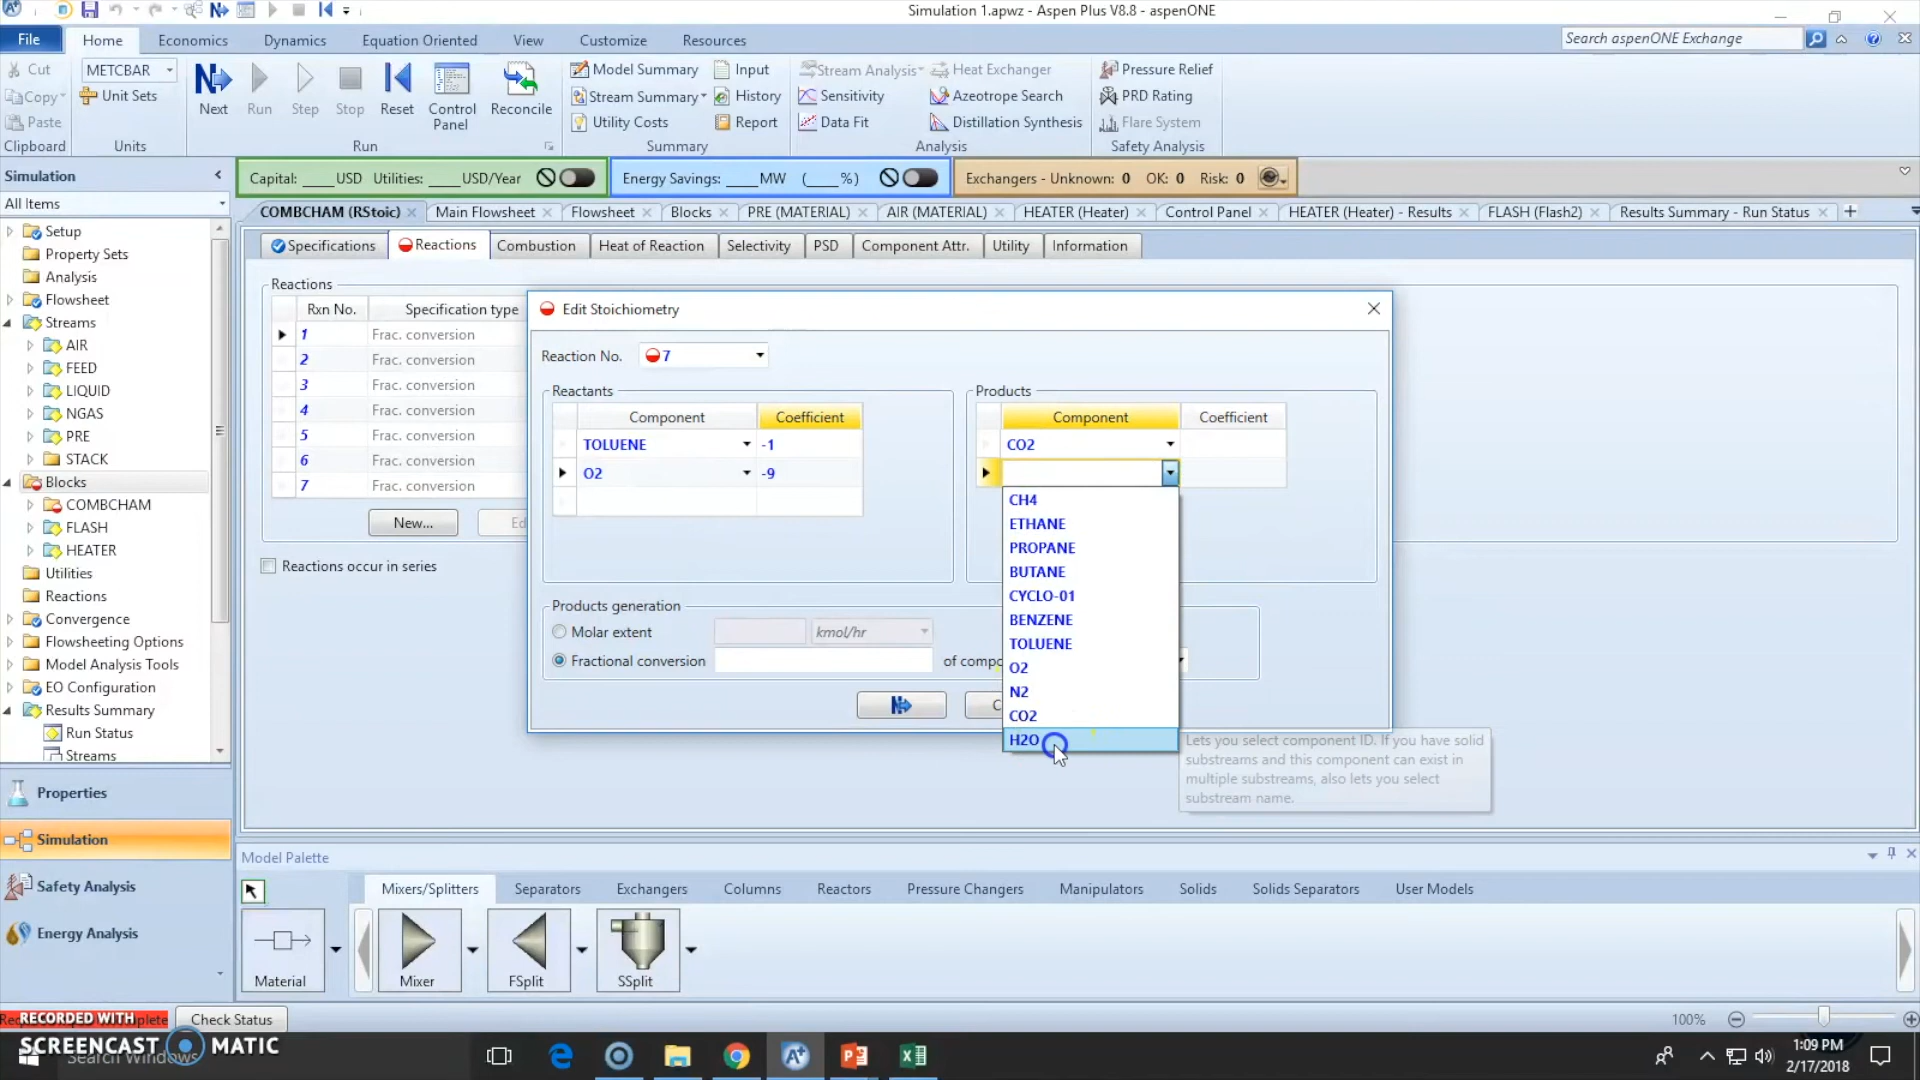 Simulation 1.apwz - Aspen Plus V8.8 - aspenONE
File Home Economics Dynamics Equation Oriented View Customize Resources Search aspenONE Exchange
Cut METCBAR Model Summary Input Stream Analysis Heat Exchanger Pressure Relief
Copy Unit Sets Stream Summary History Sensitivity Azeotrope Search PRD Rating
Next Run Step Stop Reset Control Panel Reconcile
Paste Utility Costs Report Data Fit Distillation Synthesis Flare System
Clipboard Units Run Summary Analysis Safety Analysis
Simulation Capital: ____USD Utilities: ____USD/Year Energy Savings: ____MW (____%) Exchangers - Unknown: 0 OK: 0 Risk: 0
All Items COMBCHAM (RStoic) Main Flowsheet Flowsheet Blocks PRE (MATERIAL) AIR (MATERIAL) HEATER (Heater) Control Panel HEATER (Heater) - Results FLASH (Flash2) Results Summary - Run Status
Specifications Reactions Combustion Heat of Reaction Selectivity PSD Component Attr. Utility Information
Setup
Property Sets
Analysis
Flowsheet
Streams
AIR
FEED
LIQUID
NGAS
PRE
STACK
Blocks
COMBCHAM
FLASH
HEATER
Utilities
Reactions
Convergence
Flowsheeting Options
Model Analysis Tools
EO Configuration
Results Summary
Run Status
Streams
Properties
Simulation
Safety Analysis
Energy Analysis
Reactions
Rxn No. Specification type
1 Frac. conversion
2 Frac. conversion
3 Frac. conversion
4 Frac. conversion
5 Frac. conversion
6 Frac. conversion
7 Frac. conversion
New... Ed
Reactions occur in series
Edit Stoichiometry
Reaction No. 7
Reactants Products
Component Coefficient Component Coefficient
TOLUENE -1 CO2
O2 -9
CH4
ETHANE
PROPANE
BUTANE
CYCLO-01
BENZENE
TOLUENE
O2
N2
CO2
H2O
Products generation
Molar extent kmol/hr
Fractional conversion of compo
C
Lets you select component ID. If you have solid
substreams and this component can exist in
multiple substreams, also lets you select
substream name.
Model Palette
Mixers/Splitters Separators Exchangers Columns Reactors Pressure Changers Manipulators Solids Solids Separators User Models
Material Mixer FSplit SSplit
RECORDED WITH Check Status 100%
SCREENCAST MATIC
Search Windows
1:09 PM
2/17/2018